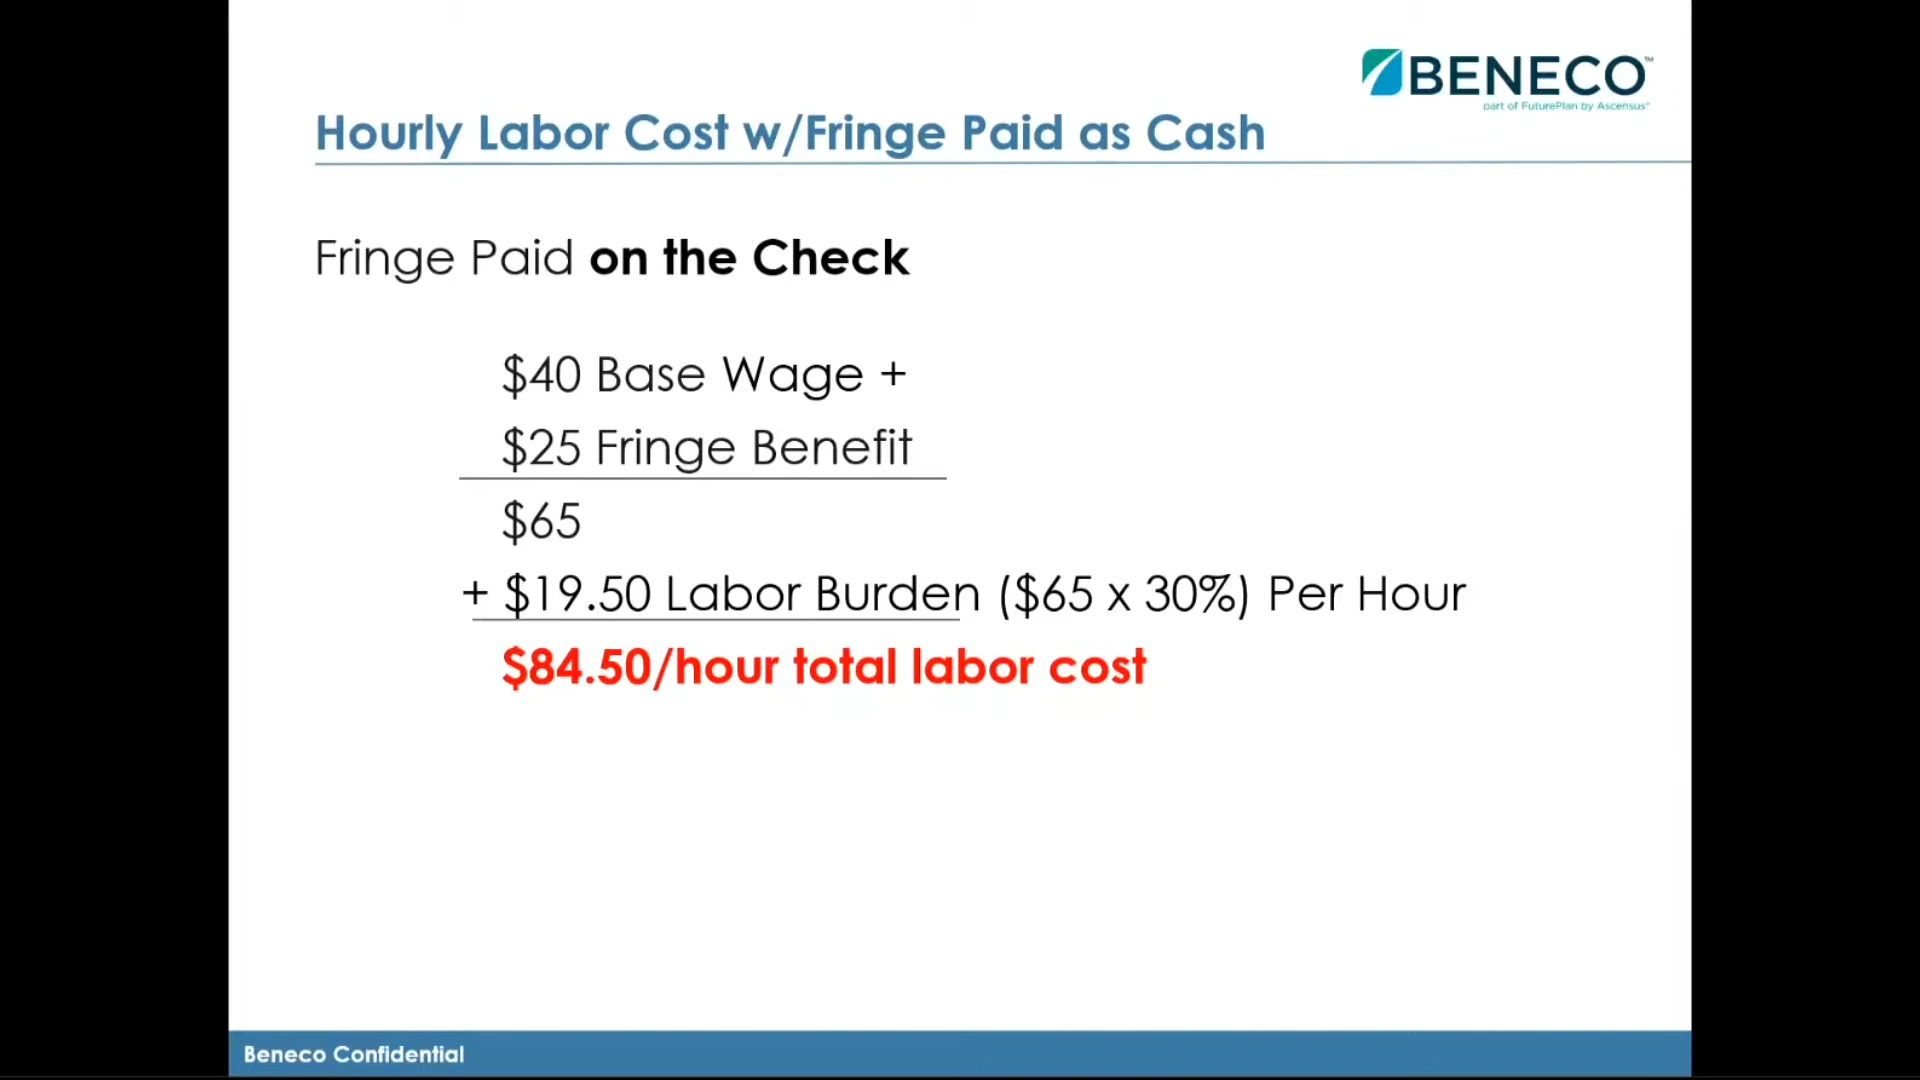 BENECO™
part of FuturePlan by Ascensus®
Hourly Labor Cost w/Fringe Paid as Cash
Fringe Paid on the Check
$40 Base Wage +
$25 Fringe Benefit
$65
+ $19.50 Labor Burden ($65 x 30%) Per Hour
$84.50/hour total labor cost
Beneco Confidential